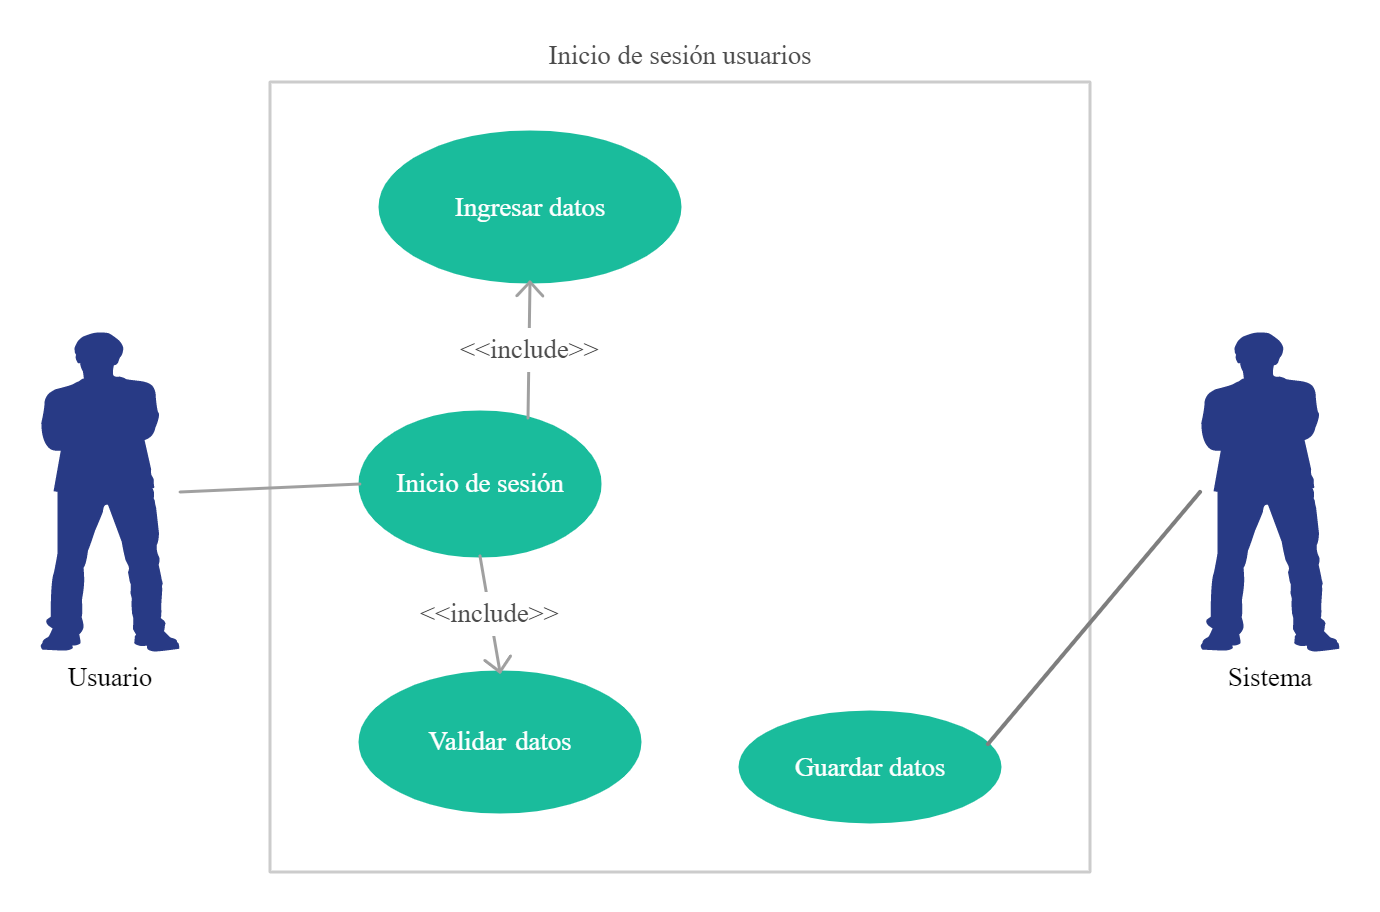 Inicio de sesión usuarios
Ingresar datos
<<include>>
Inicio de sesión
<<include>>
Usuario
Sistema
Validar datos
Guardar datos